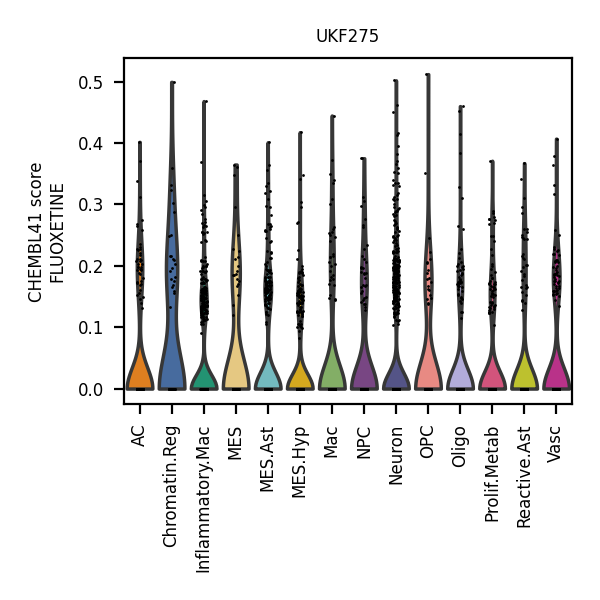 UKF275
CHEMBL41 score
FLUOXETINE
0.5
0.4
0.3
0.2
0.1
0.0
AC
Chromatin.Reg
Inflammatory.Mac
MES
MES.Ast
MES.Hyp
Mac
NPC
Neuron
OPC
Oligo
Prolif.Metab
Reactive.Ast
Vasc